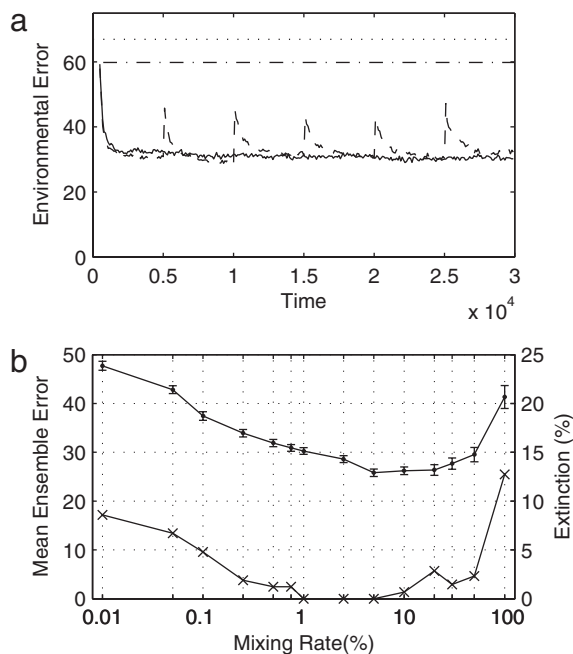 a
Environmental Error
60
40
20
0
0 0.5 1 1.5 2 2.5 3
Time
x 10⁴
b
Mean Ensemble Error
50
40
30
20
10
0
Extinction (%)
25
20
15
10
5
0
0.01 0.1 1 10 100
Mixing Rate(%)